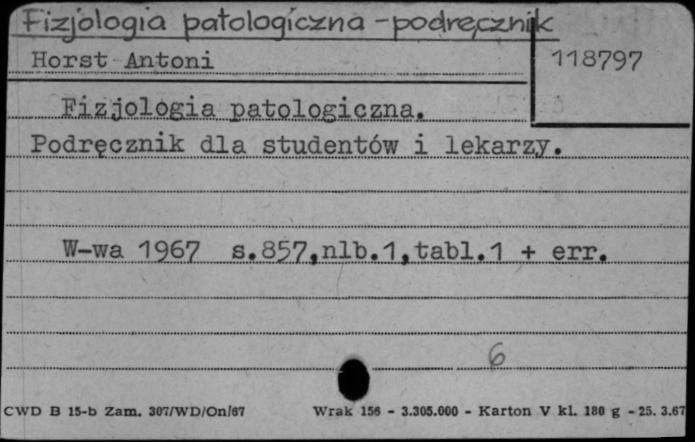 Fizjologia patologiczna - podręcznik
Horst Antoni
118797
Fizjologia patologiczna.
Podręcznik dla studentów i lekarzy.
W-wa 1967 s.857,nlb.1,tabl.1 + err.
6
CWD B 15-b Zam. 307/WD/On/67 Wrak 156 - 3.305.000 - Karton V kl. 180 g - 25. 3.67